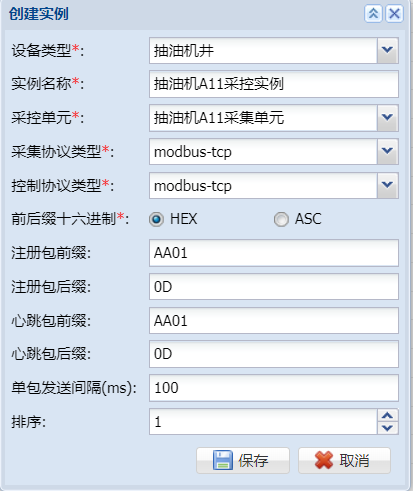 创建实例
设备类型*: 抽油机井
实例名称*: 抽油机A11采控实例
采控单元*: 抽油机A11采集单元
采集协议类型*: modbus-tcp
控制协议类型*: modbus-tcp
前后缀十六进制*: HEX ASC
注册包前缀: AA01
注册包后缀: 0D
心跳包前缀: AA01
心跳包后缀: 0D
单包发送间隔(ms): 100
排序: 1
保存 取消